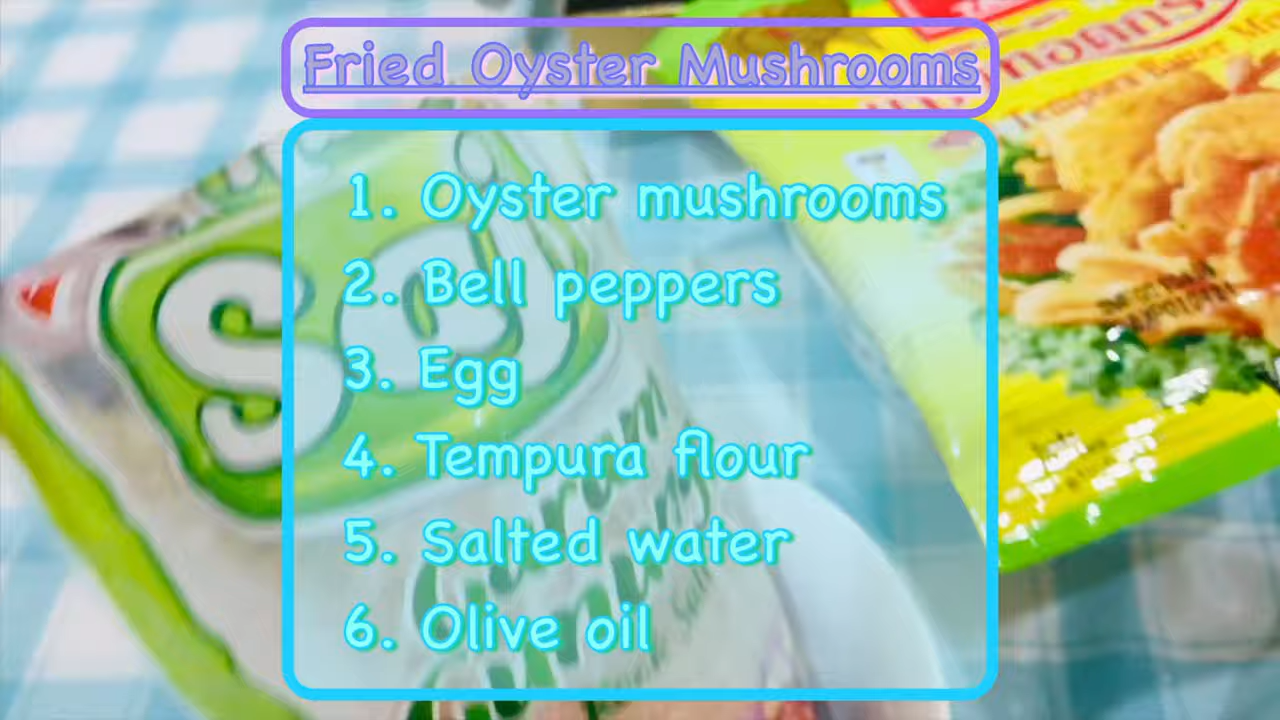 Fried Oyster Mushrooms
1. Oyster mushrooms
2. Bell peppers
3. Egg
4. Tempura flour
5. Salted water
6. Olive oil